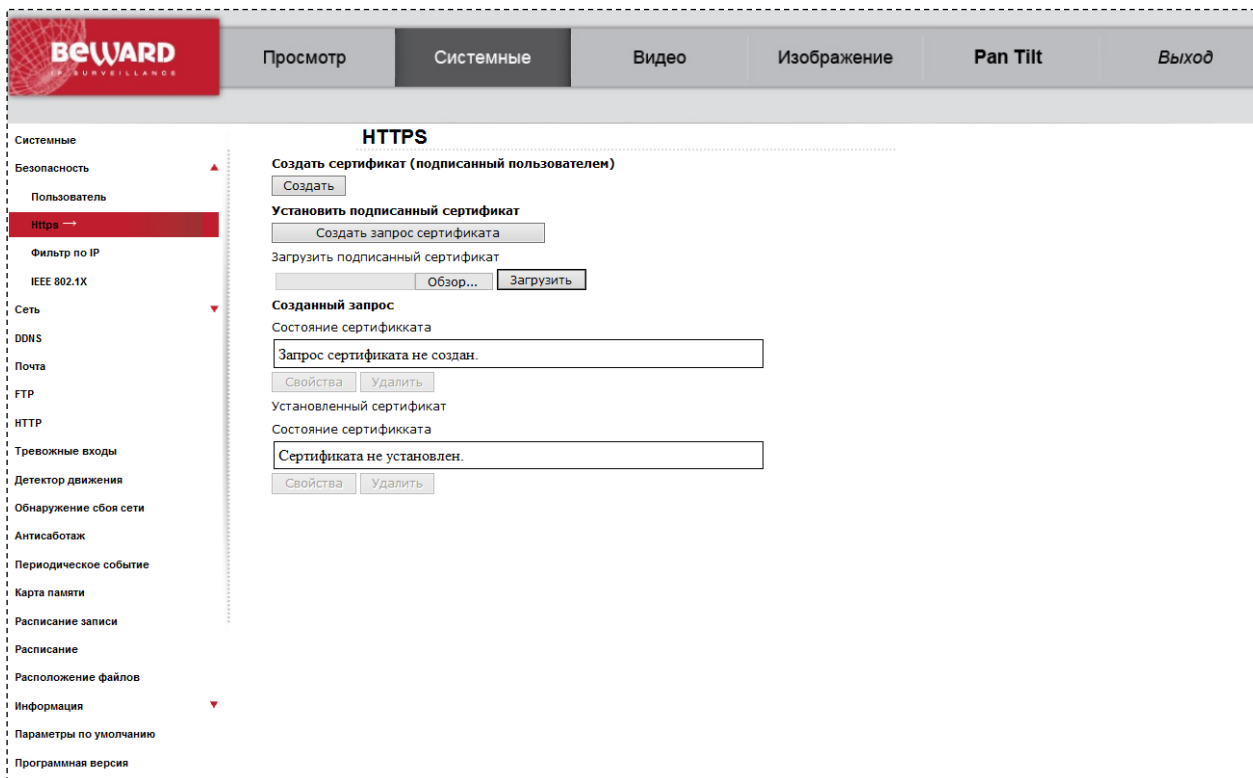 BEWARD
IP SURVEILLANCE
Просмотр
Системные
Видео
Изображение
Pan Tilt
Выход
Системные
Безопасность
Пользователь
Https →
Фильтр по IP
IEEE 802.1X
Сеть
DDNS
Почта
FTP
HTTP
Тревожные входы
Детектор движения
Обнаружение сбоя сети
Антисаботаж
Периодическое событие
Карта памяти
Расписание записи
Расписание
Расположение файлов
Информация
Параметры по умолчанию
Программная версия
HTTPS
Создать сертификат (подписанный пользователем)
Создать
Установить подписанный сертификат
Создать запрос сертификата
Загрузить подписанный сертификат
Обзор... Загрузить
Созданный запрос
Состояние сертификката
Запрос сертификата не создан.
Свойства Удалить
Установленный сертификат
Состояние сертификката
Сертификата не установлен.
Свойства Удалить